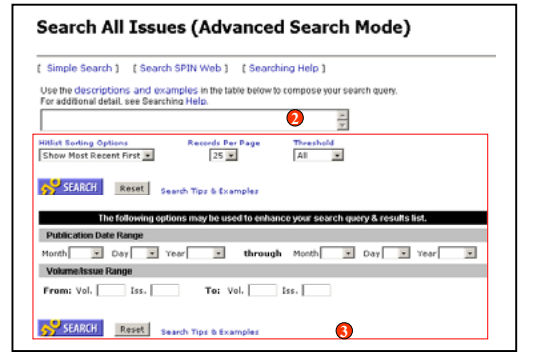 Search All Issues (Advanced Search Mode)
[ Simple Search ] [ Search SPIN Web ] [ Searching Help ]
Use the descriptions and examples in the table below to compose your search query.
For additional detail, see Searching Help.
2
Hitlist Sorting Options Records Per Page Threshold
Show Most Recent First 25 All
SEARCH Reset Search Tips & Examples
The following options may be used to enhance your search query & results list.
Publication Date Range
Month Day Year through Month Day Year
Volume/Issue Range
From: Vol. Iss. To: Vol. Iss.
SEARCH Reset Search Tips & Examples 3